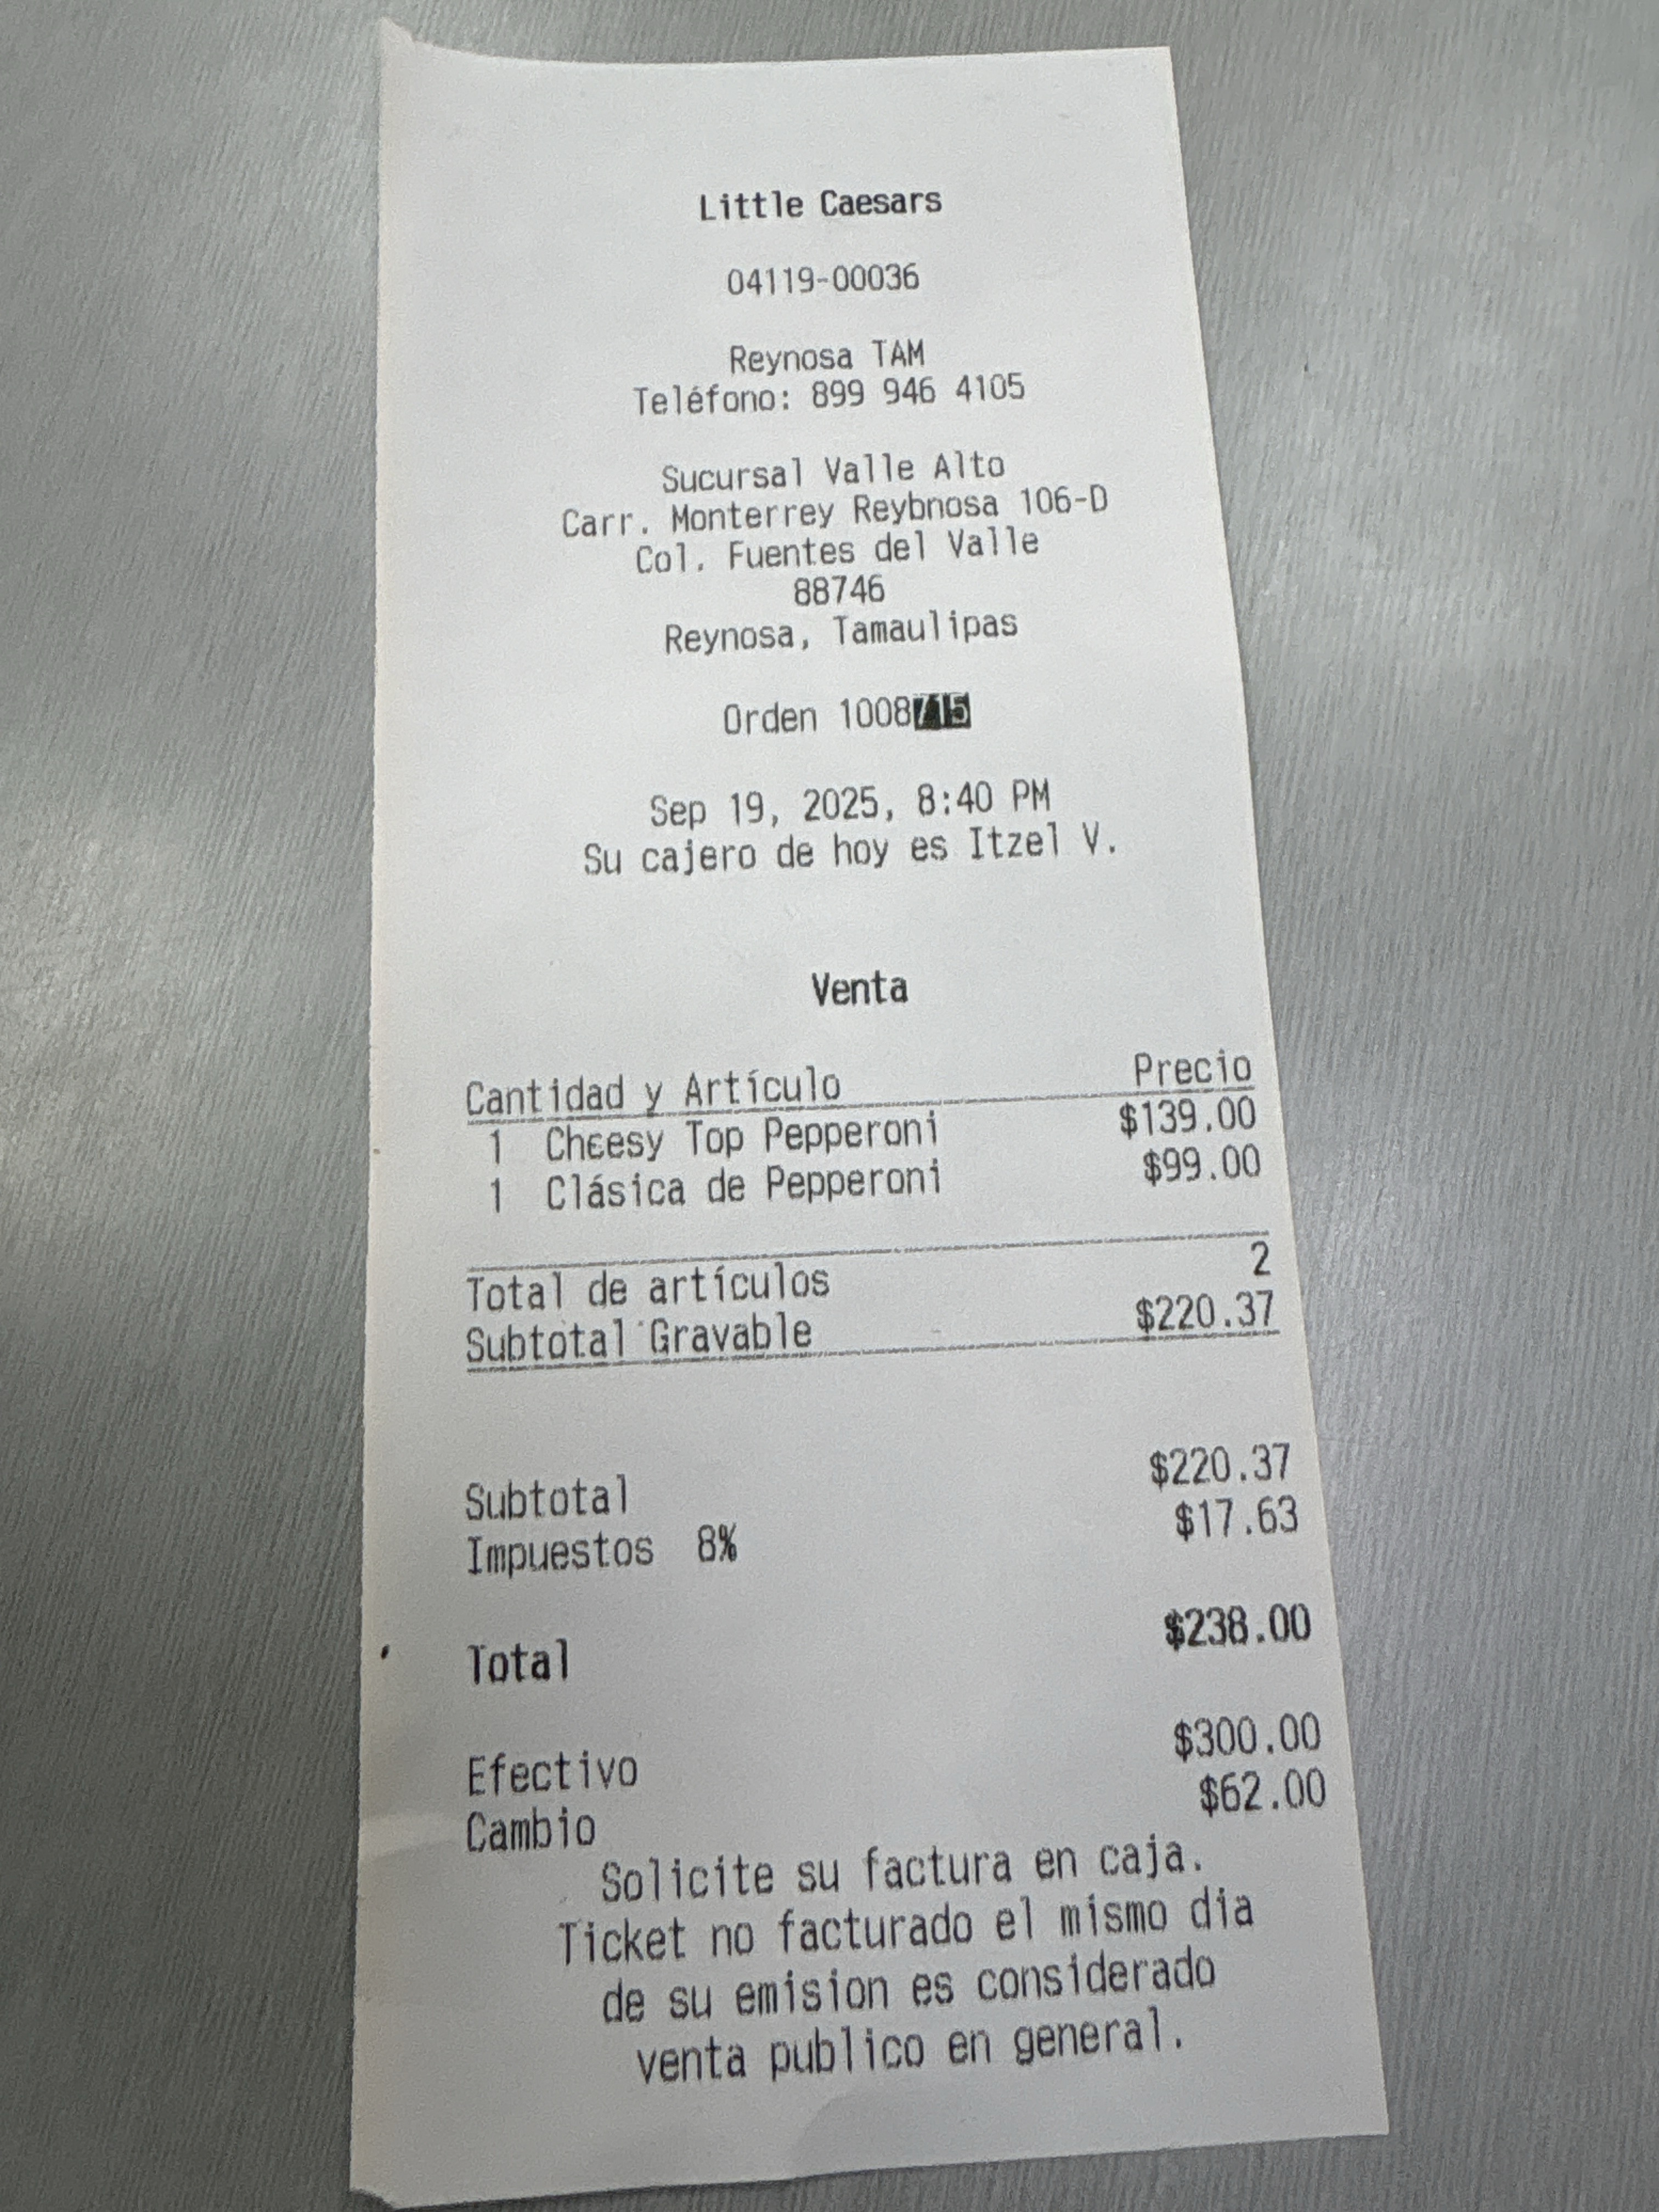 Little Caesars
04119-00036
Reynosa TAM
Teléfono: 899 946 4105
Sucursal Valle Alto
Carr. Monterrey Reybnosa 106-D
Col. Fuentes del Valle
88746
Reynosa, Tamaulipas
Orden 1008715
Sep 19, 2025, 8:40 PM
Su cajero de hoy es Itzel V.
Venta
Cantidad y Artículo Precio
1 Cheesy Top Pepperoni $139.00
1 Clásica de Pepperoni $99.00
Total de artículos 2
Subtotal Gravable $220.37
Subtotal $220.37
Impuestos 8% $17.63
Total $238.00
Efectivo $300.00
Cambio $62.00
Solicite su factura en caja.
Ticket no facturado el mismo dia
de su emision es considerado
venta publico en general.